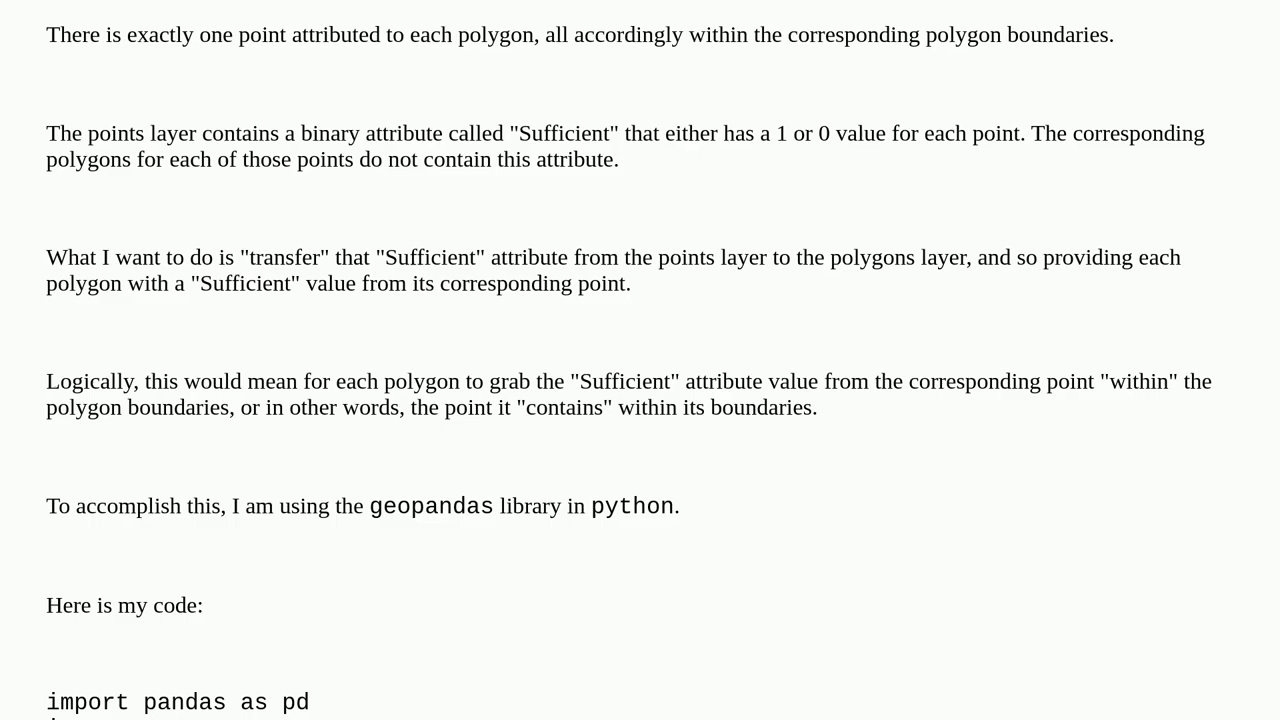 There is exactly one point attributed to each polygon, all accordingly within the corresponding polygon boundaries.
The points layer contains a binary attribute called "Sufficient" that either has a 1 or 0 value for each point. The corresponding
polygons for each of those points do not contain this attribute.
What I want to do is "transfer" that "Sufficient" attribute from the points layer to the polygons layer, and so providing each
polygon with a "Sufficient" value from its corresponding point.
Logically, this would mean for each polygon to grab the "Sufficient" attribute value from the corresponding point "within" the
polygon boundaries, or in other words, the point it "contains" within its boundaries.
To accomplish this, I am using the geopandas library in python.
Here is my code:
import pandas as pd